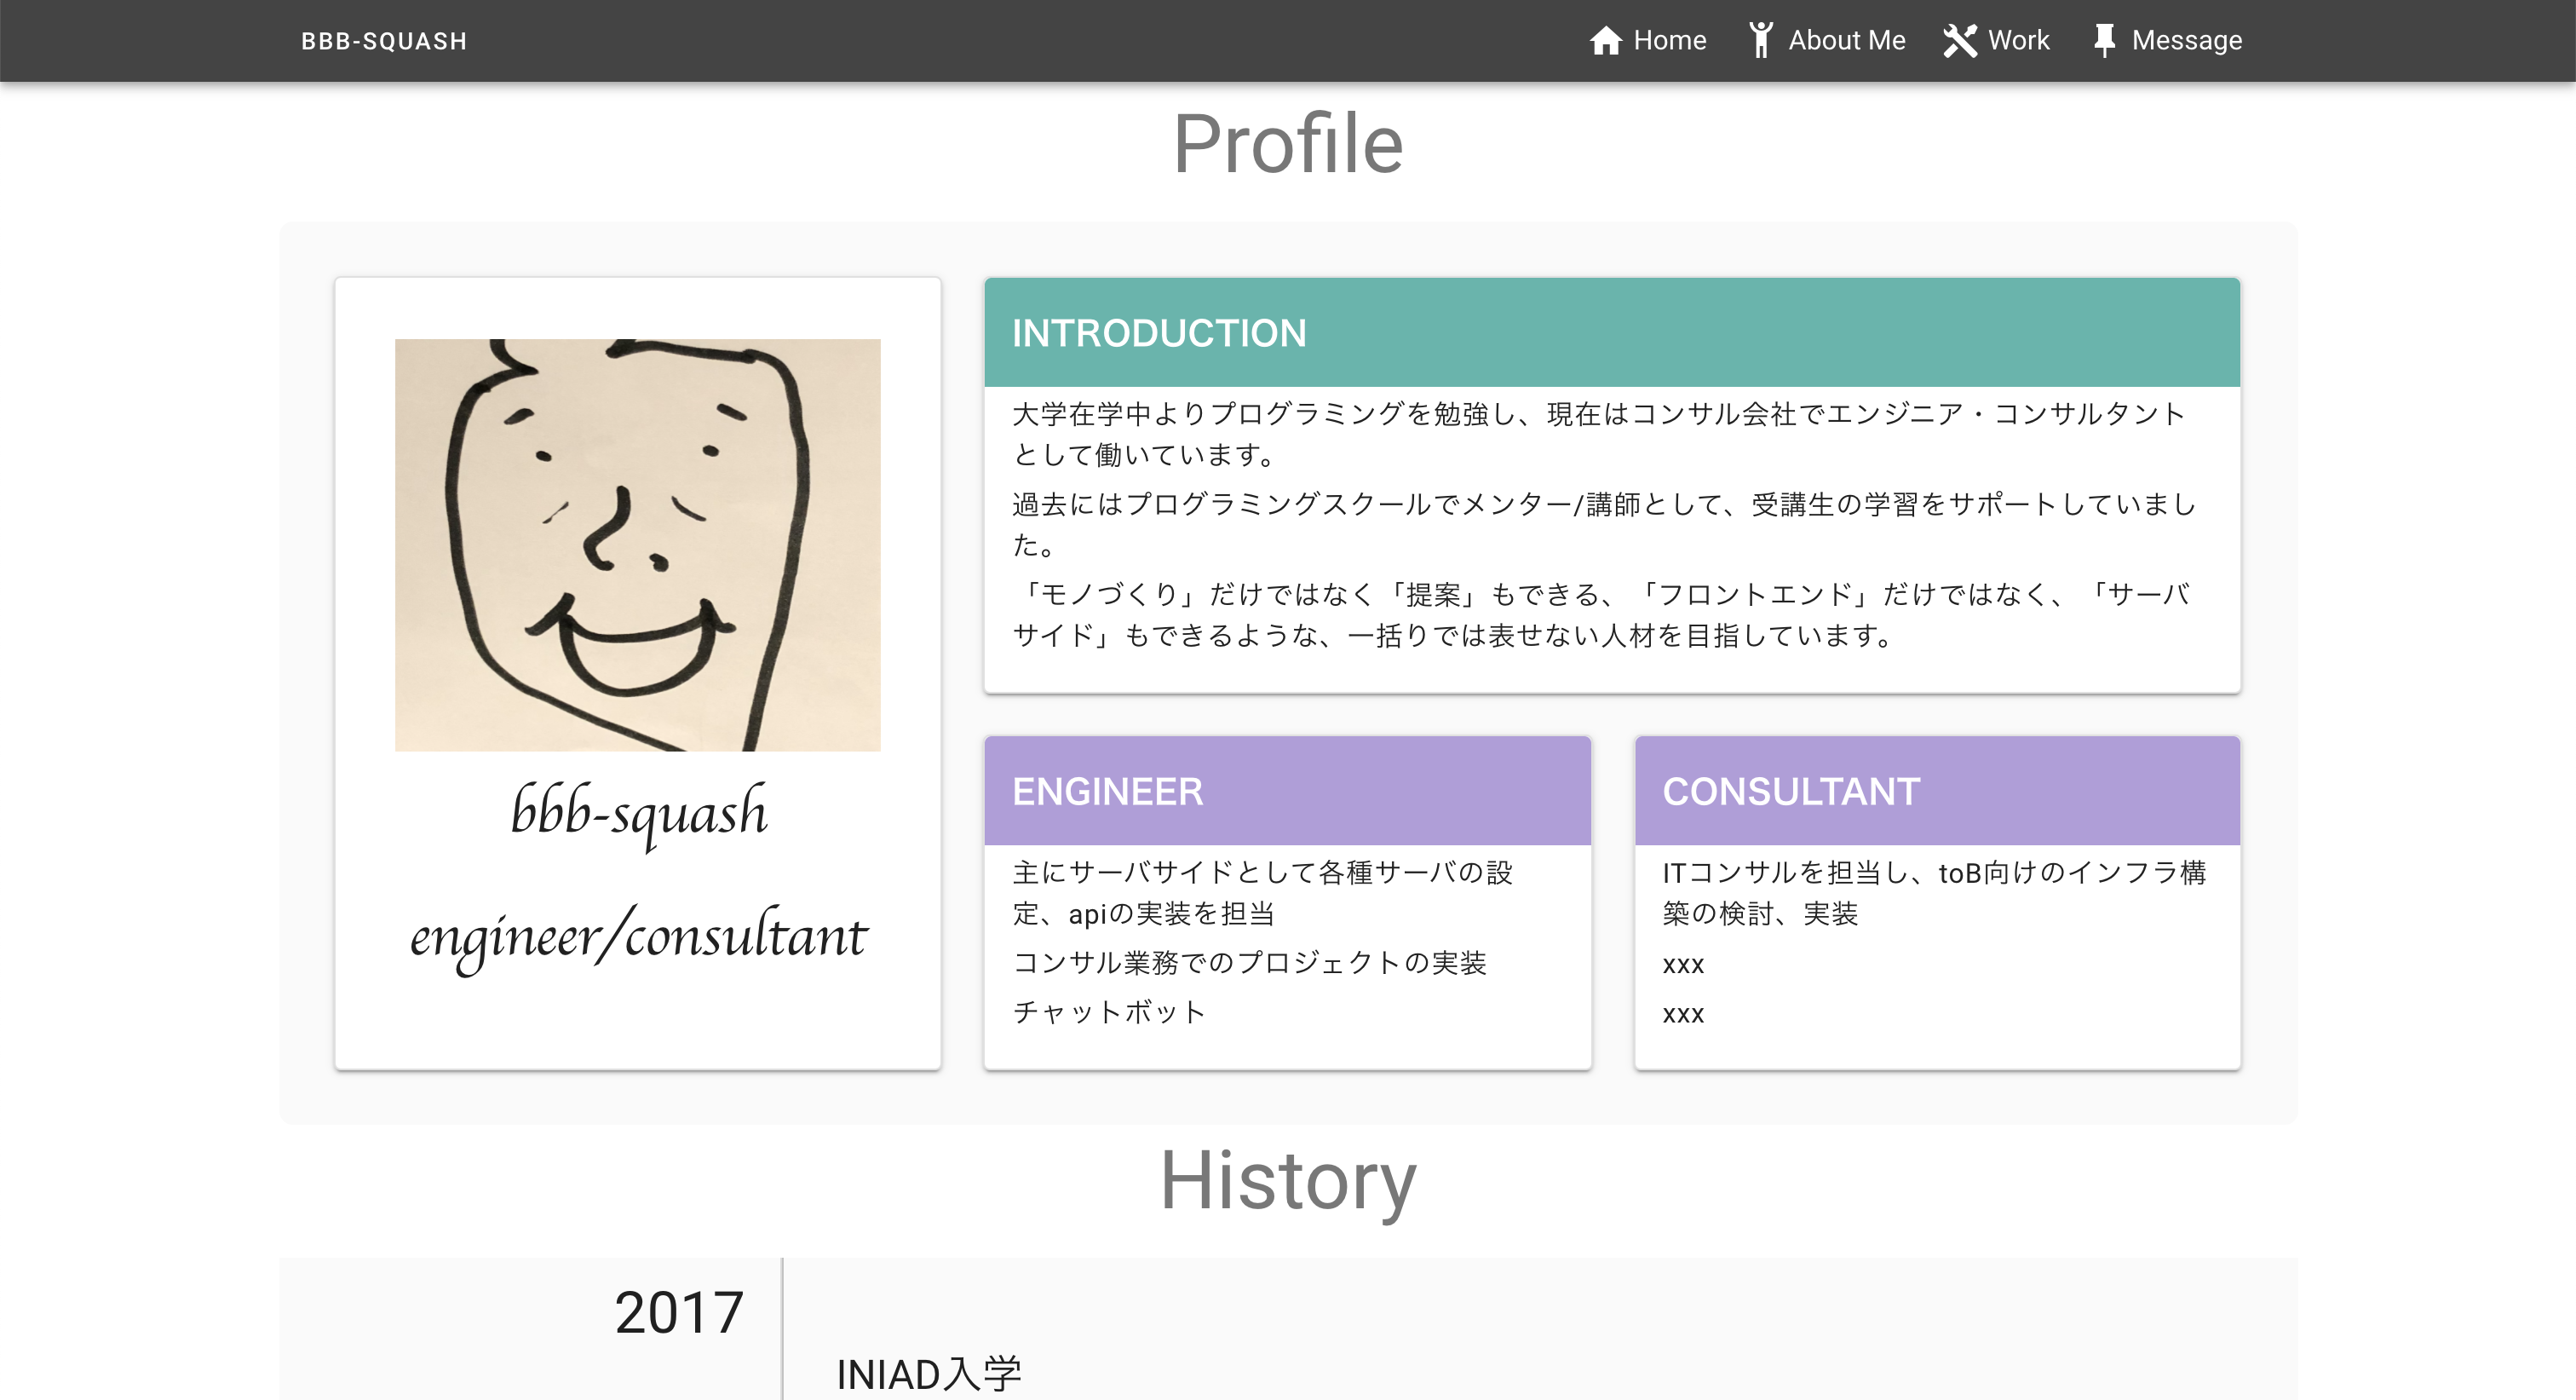 BBB-SQUASH
Home
About Me
Work
Message
Profile
bbb-squash
engineer/consultant
INTRODUCTION
大学在学中よりプログラミングを勉強し、現在はコンサル会社でエンジニア・コンサルタント
として働いています。
過去にはプログラミングスクールでメンター/講師として、受講生の学習をサポートしていまし
た。
「モノづくり」だけではなく「提案」もできる、「フロントエンド」だけではなく、「サーバ
サイド」もできるような、一括りでは表せない人材を目指しています。
ENGINEER
主にサーバサイドとして各種サーバの設
定、apiの実装を担当
コンサル業務でのプロジェクトの実装
チャットボット
CONSULTANT
ITコンサルを担当し、toB向けのインフラ構
築の検討、実装
xxx
xxx
History
2017
INIAD入学